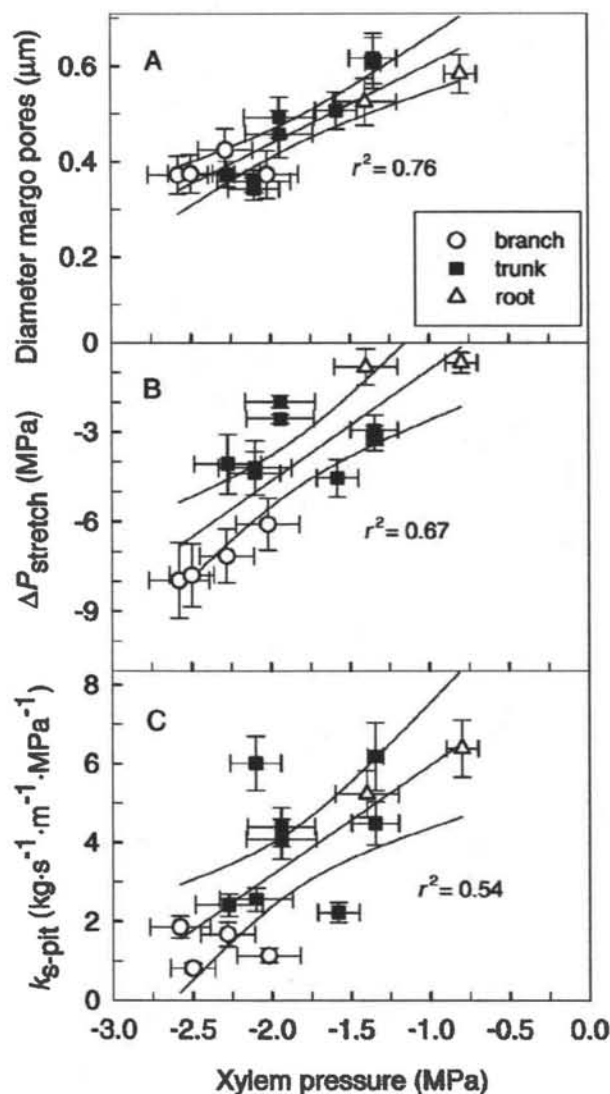 A
Diameter margo pores (μm)
0.6
0.4
0.2
0
r² = 0.76
branch
trunk
root
B
ΔPstretch (MPa)
-3
-6
-9
r² = 0.67
C
ks-pit (kg·s⁻¹·m⁻¹·MPa⁻¹)
8
6
4
2
0
r² = 0.54
-3.0 -2.5 -2.0 -1.5 -1.0 -0.5 0.0
Xylem pressure (MPa)